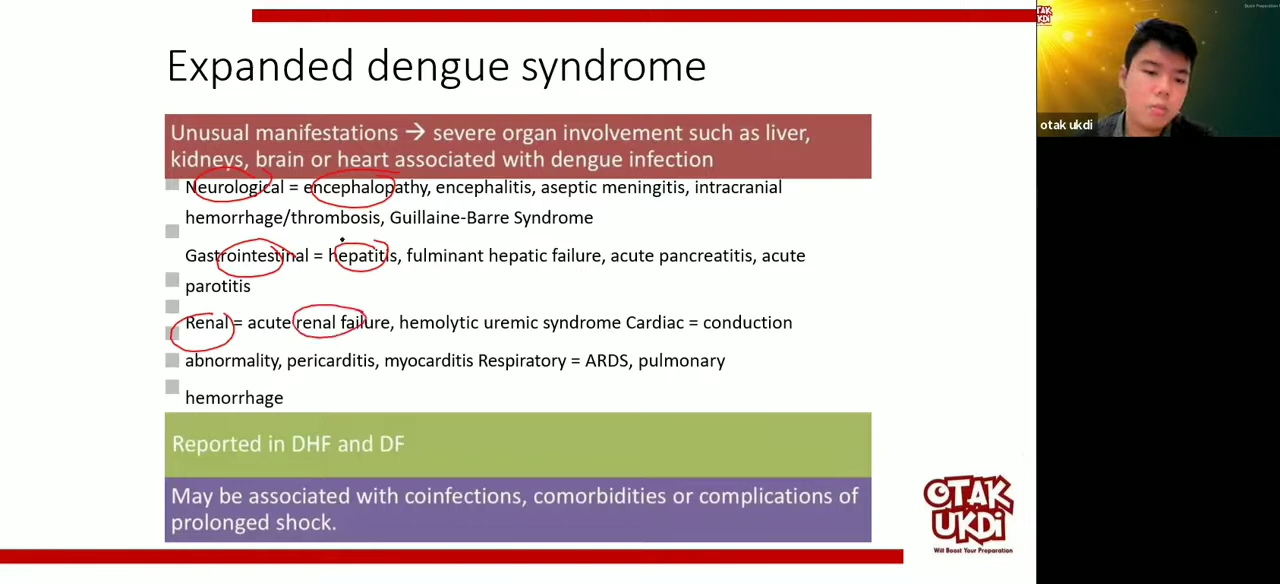 Expanded dengue syndrome
Unusual manifestations → severe organ involvement such as liver,
kidneys, brain or heart associated with dengue infection
Neurological = encephalopathy, encephalitis, aseptic meningitis, intracranial
hemorrhage/thrombosis, Guillaine-Barre Syndrome
Gastrointestinal = hepatitis, fulminant hepatic failure, acute pancreatitis, acute
parotitis
Renal = acute renal failure, hemolytic uremic syndrome Cardiac = conduction
abnormality, pericarditis, myocarditis Respiratory = ARDS, pulmonary
hemorrhage
Reported in DHF and DF
May be associated with coinfections, comorbidities or complications of
prolonged shock.
OTAK
UKDI
Will Boost Your Preparation
otak ukdi